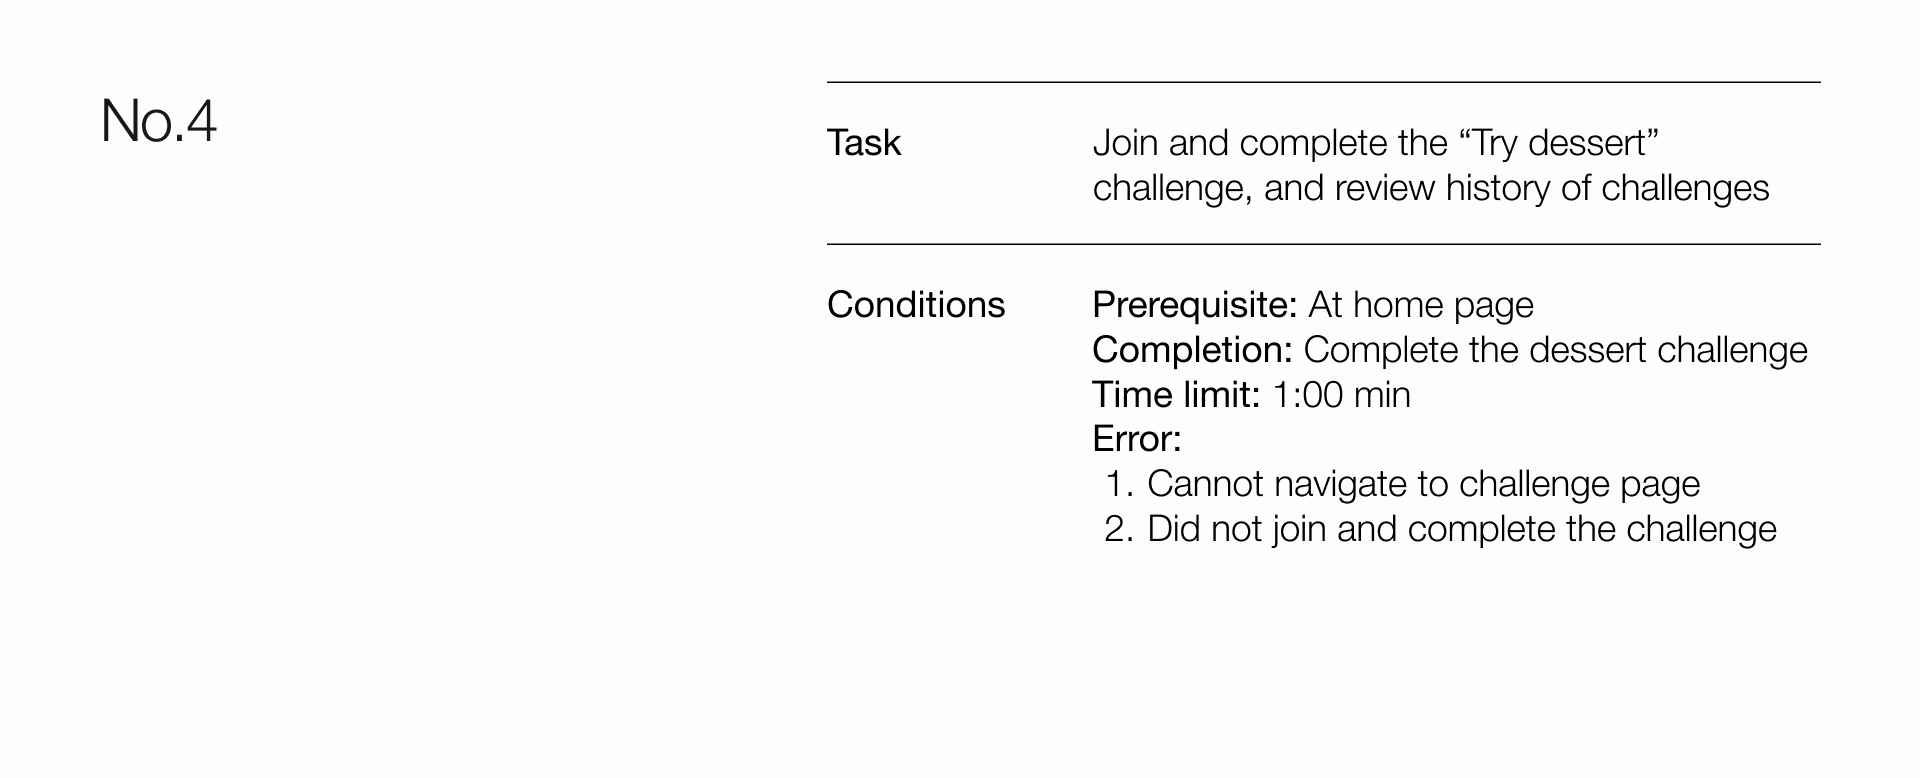 No.4
Task
Join and complete the “Try dessert”
challenge, and review history of challenges
Conditions
Prerequisite: At home page
Completion: Complete the dessert challenge
Time limit: 1:00 min
Error:
1. Cannot navigate to challenge page
2. Did not join and complete the challenge